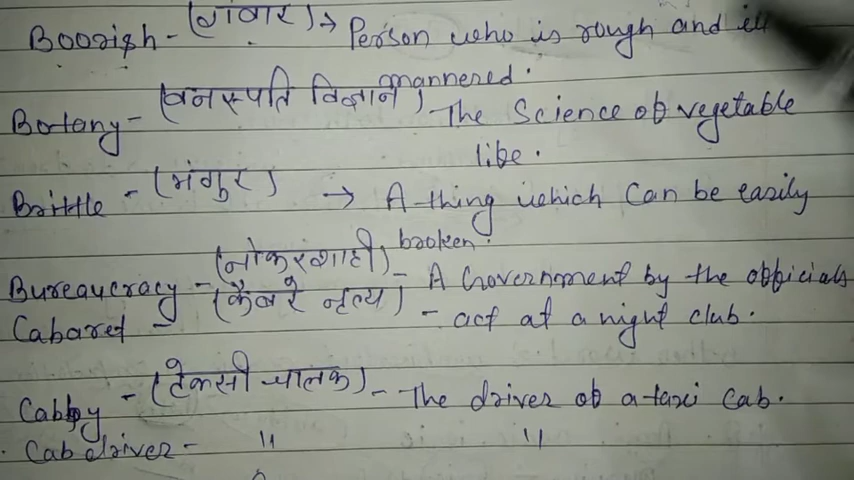 Boorish - (गांवार) → Person who is rough and ill
mannered.
Botany - (वनस्पति विज्ञान) - The Science of vegetable
life.
Brittle - (भंगुर) → A thing which can be easily
broken.
Bureaucracy - (नौकरशाही) - A Government by the officials
Cabaret - (कैबरे नृत्य) - act at a night club.
Cabby - (टेकसी चालक) - The driver of a taxi cab.
Cab driver - " "